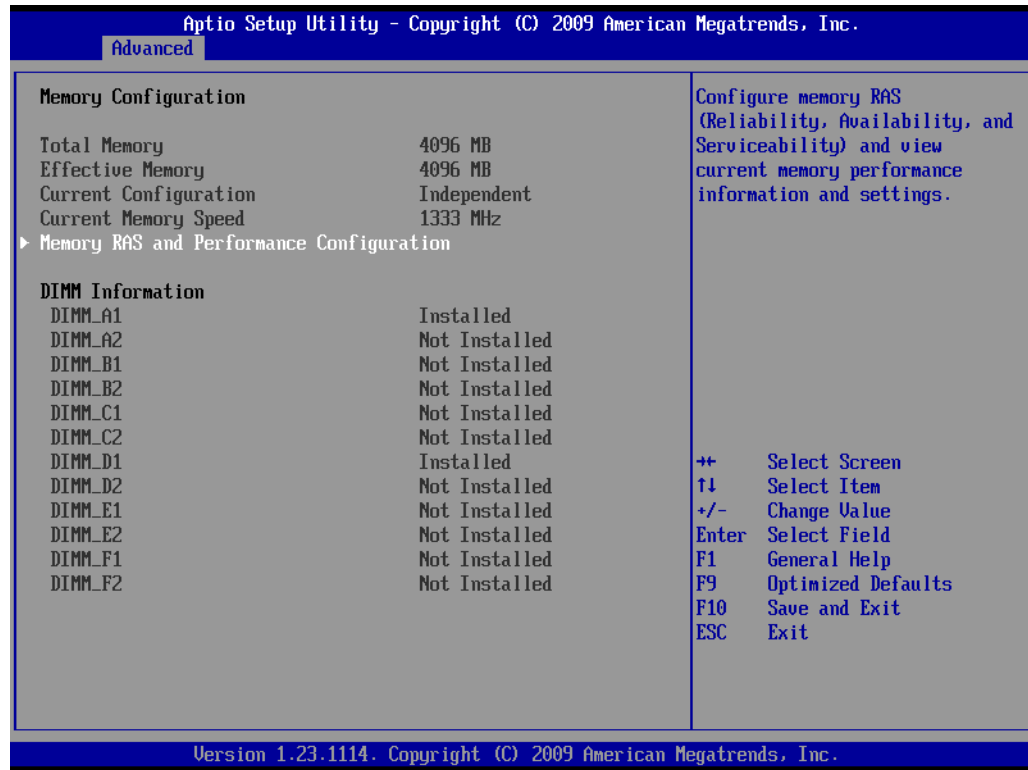 Aptio Setup Utility - Copyright (C) 2009 American Megatrends, Inc.
Advanced
Memory Configuration
Total Memory 4096 MB
Effective Memory 4096 MB
Current Configuration Independent
Current Memory Speed 1333 MHz
Memory RAS and Performance Configuration
DIMM Information
DIMM_A1 Installed
DIMM_A2 Not Installed
DIMM_B1 Not Installed
DIMM_B2 Not Installed
DIMM_C1 Not Installed
DIMM_C2 Not Installed
DIMM_D1 Installed
DIMM_D2 Not Installed
DIMM_E1 Not Installed
DIMM_E2 Not Installed
DIMM_F1 Not Installed
DIMM_F2 Not Installed
Configure memory RAS
(Reliability, Availability, and
Serviceability) and view
current memory performance
information and settings.
→← Select Screen
↑↓ Select Item
+/- Change Value
Enter Select Field
F1 General Help
F9 Optimized Defaults
F10 Save and Exit
ESC Exit
Version 1.23.1114. Copyright (C) 2009 American Megatrends, Inc.